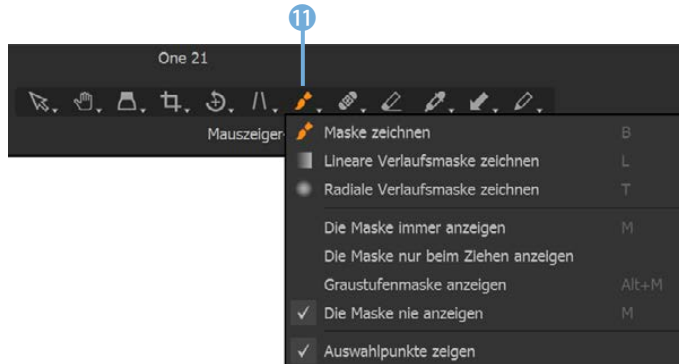 11
One 21
Mauszeiger-
Maske zeichnen B
Lineare Verlaufsmaske zeichnen L
Radiale Verlaufsmaske zeichnen T
Die Maske immer anzeigen M
Die Maske nur beim Ziehen anzeigen
Graustufenmaske anzeigen Alt+M
Die Maske nie anzeigen M
Auswahlpunkte zeigen